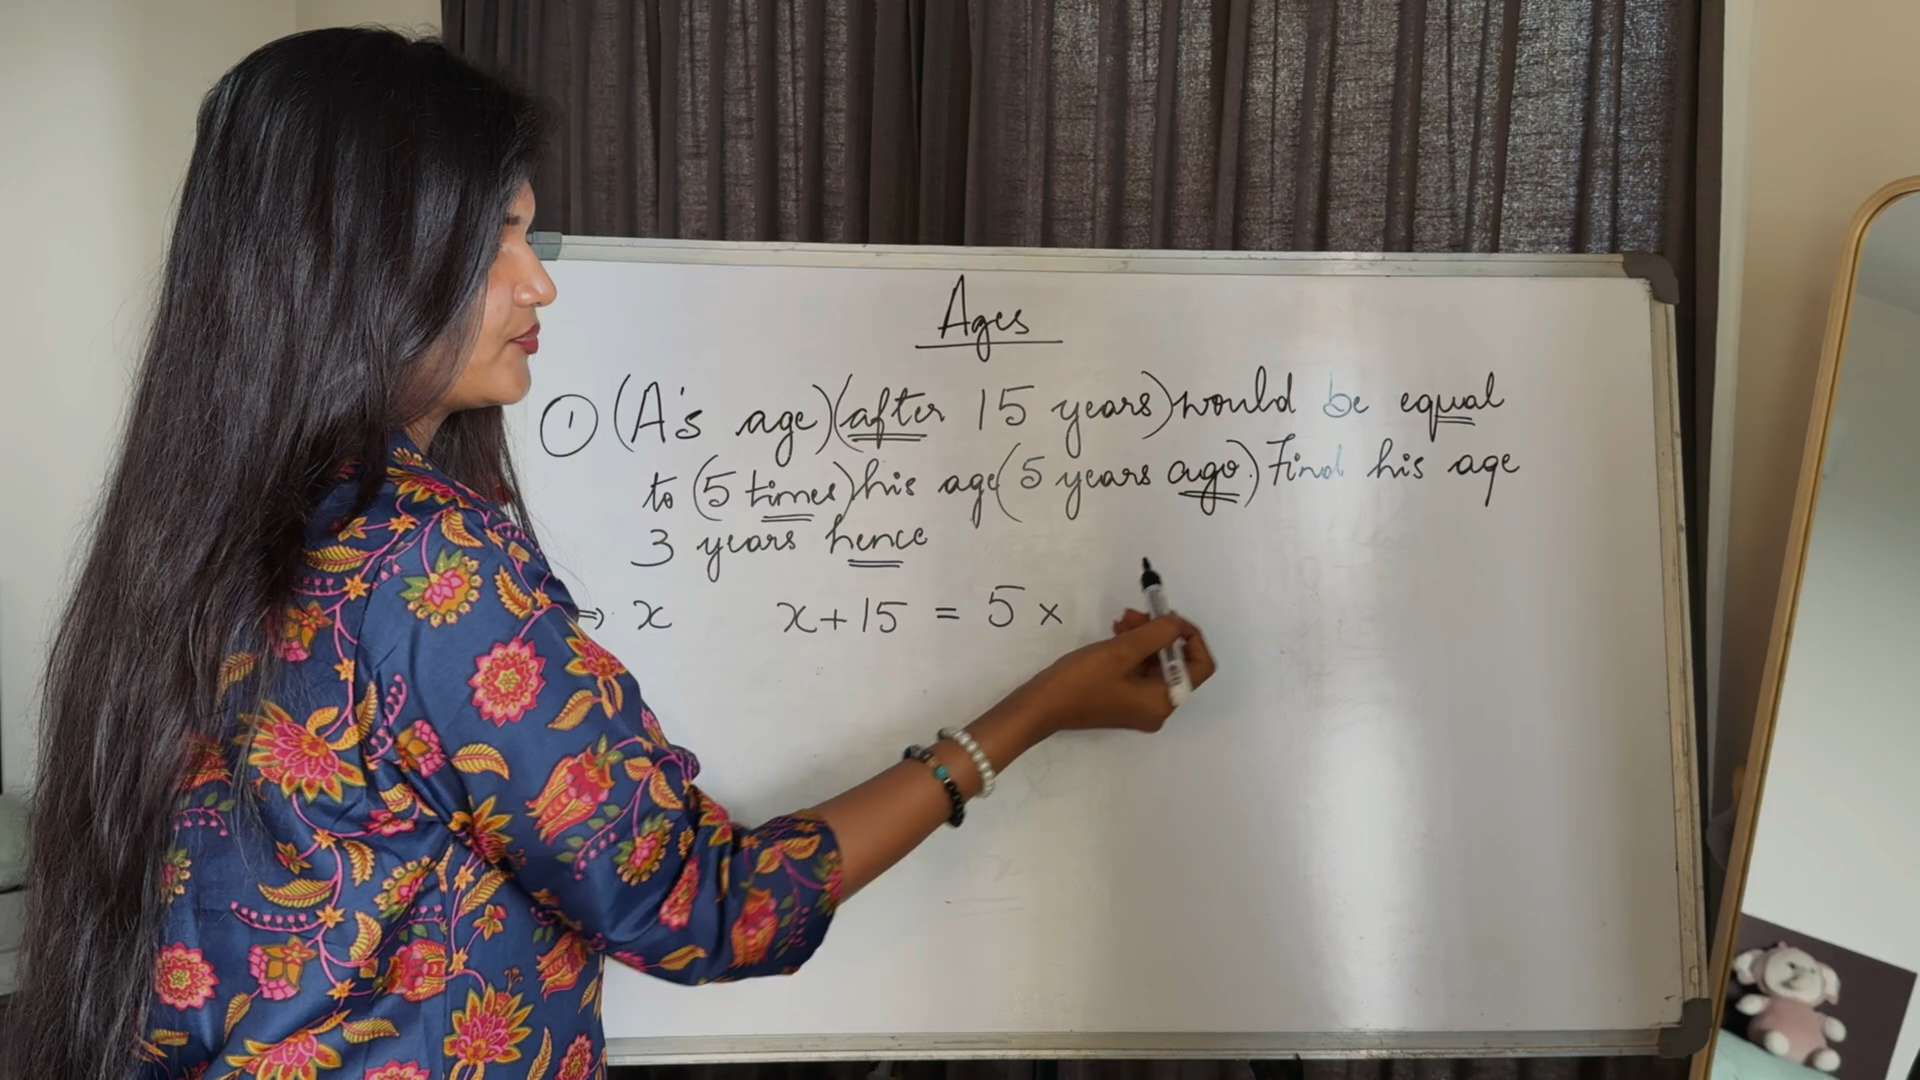 Ages
① (A's age)(after 15 years) would be equal
to (5 times) his age (5 years ago.) Find his age
3 years hence
⇒ x x+15 = 5 ×